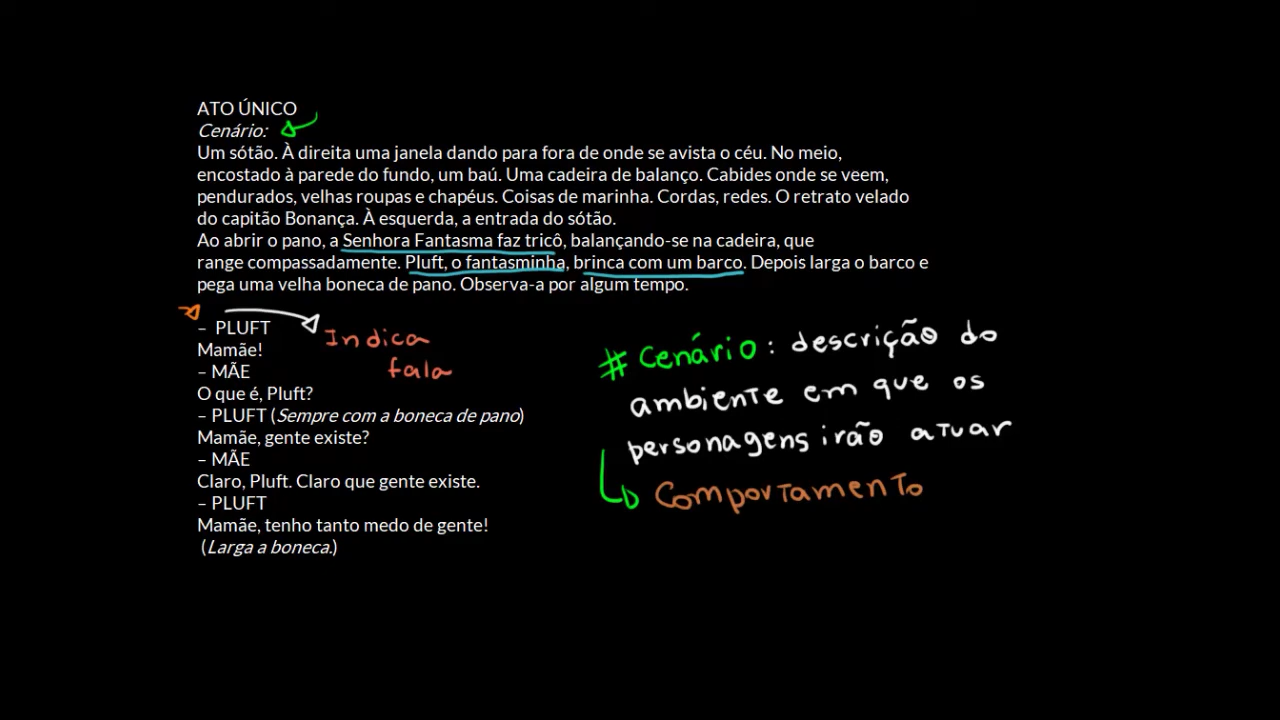 ATO ÚNICO
Cenário:
Um sótão. À direita uma janela dando para fora de onde se avista o céu. No meio,
encostado à parede do fundo, um baú. Uma cadeira de balanço. Cabides onde se veem,
pendurados, velhas roupas e chapéus. Coisas de marinha. Cordas, redes. O retrato velado
do capitão Bonança. À esquerda, a entrada do sótão.
Ao abrir o pano, a Senhora Fantasma faz tricô, balançando-se na cadeira, que
range compassadamente. Pluft, o fantasminha, brinca com um barco. Depois larga o barco e
pega uma velha boneca de pano. Observa-a por algum tempo.
– PLUFT
Mamãe!
– MÃE
O que é, Pluft?
– PLUFT (Sempre com a boneca de pano)
Mamãe, gente existe?
– MÃE
Claro, Pluft. Claro que gente existe.
– PLUFT
Mamãe, tenho tanto medo de gente!
(Larga a boneca.)
Indica
fala
# Cenário: descrição do
ambiente em que os
personagens irão atuar
Comportamento